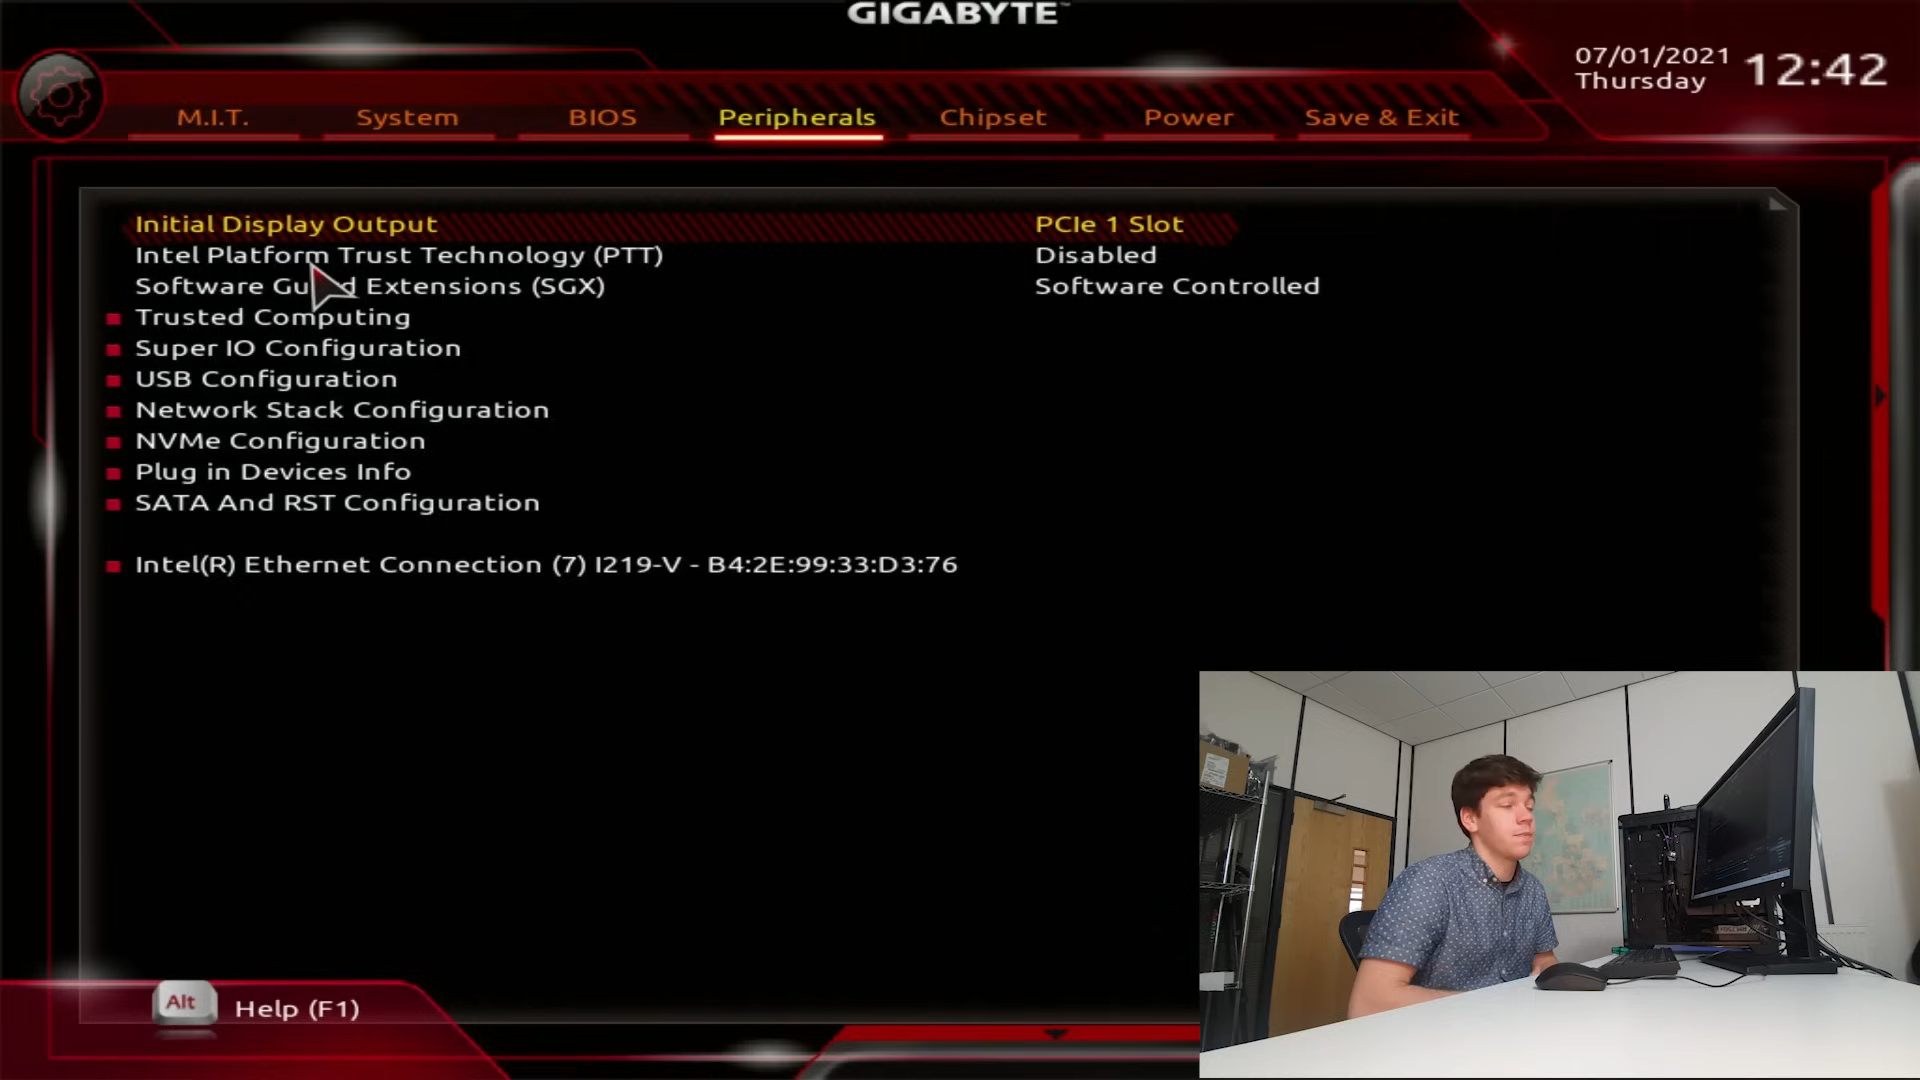 GIGABYTE
07/01/2021
Thursday
12:42
M.I.T.
System
BIOS
Peripherals
Chipset
Power
Save & Exit
Initial Display Output PCIe 1 Slot
Intel Platform Trust Technology (PTT) Disabled
Software Gu d Extensions (SGX) Software Controlled
Trusted Computing
Super IO Configuration
USB Configuration
Network Stack Configuration
NVMe Configuration
Plug in Devices Info
SATA And RST Configuration
Intel(R) Ethernet Connection (7) I219-V - B4:2E:99:33:D3:76
Alt
Help (F1)